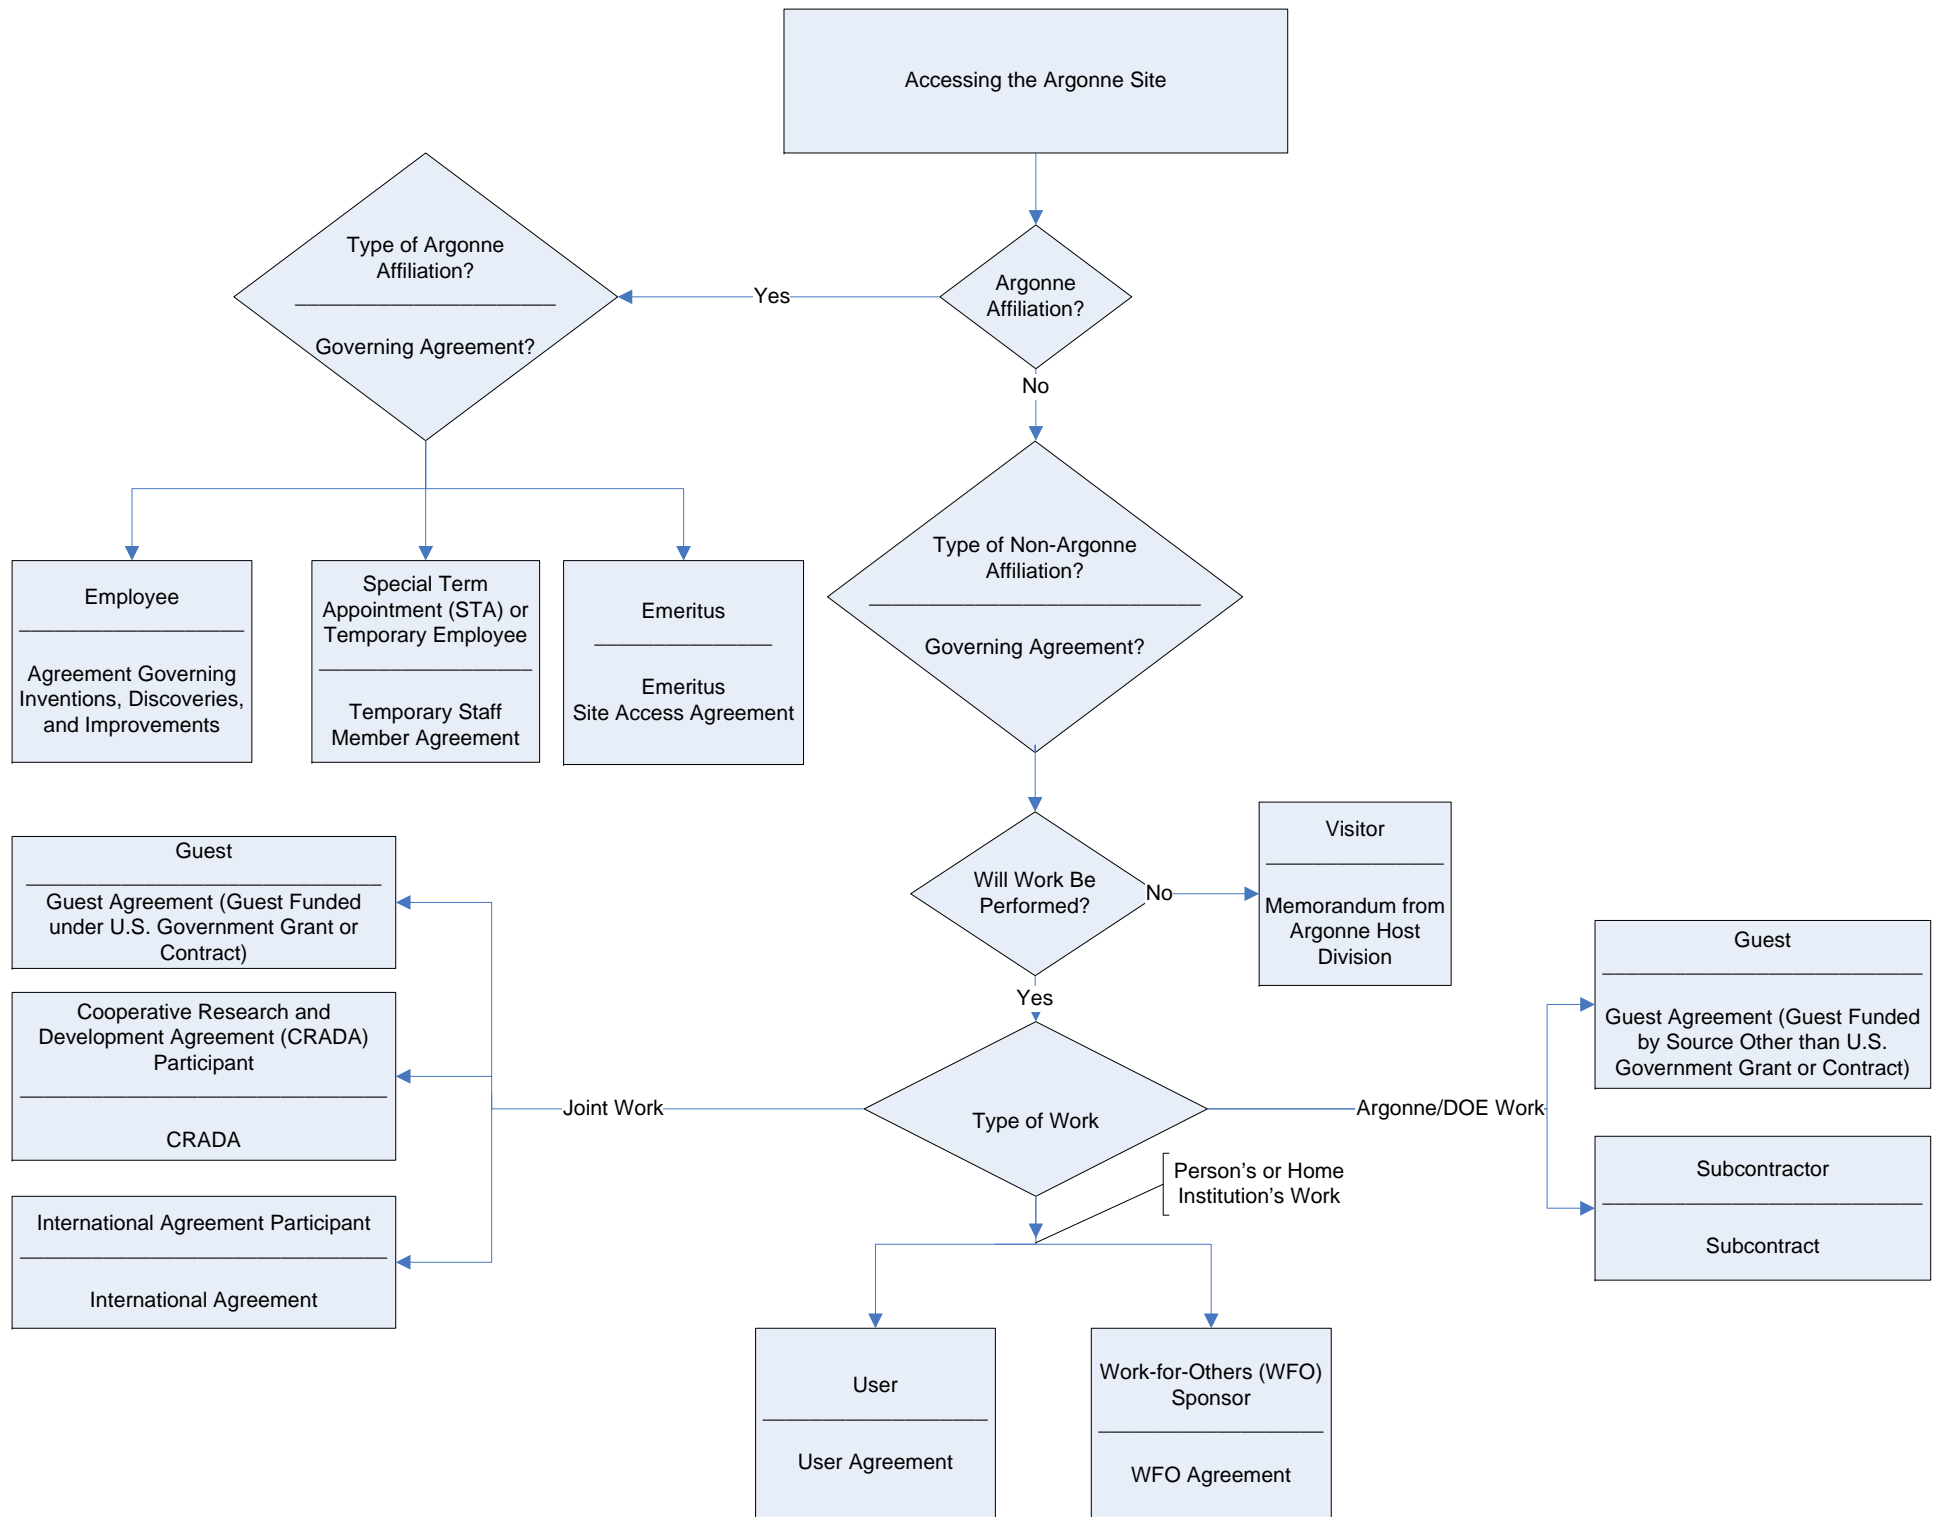 Accessing the Argonne Site
Type of Argonne
Affiliation?
Governing Agreement?
Yes
Argonne
Affiliation?
No
Type of Non-Argonne
Affiliation?
Governing Agreement?
Employee
Agreement Governing
Inventions, Discoveries,
and Improvements
Special Term
Appointment (STA) or
Temporary Employee
Temporary Staff
Member Agreement
Emeritus
Emeritus
Site Access Agreement
Will Work Be
Performed?
No
Visitor
Memorandum from
Argonne Host
Division
Yes
Guest
Guest Agreement (Guest Funded
under U.S. Government Grant or
Contract)
Cooperative Research and
Development Agreement (CRADA)
Participant
CRADA
International Agreement Participant
International Agreement
Joint Work
Type of Work
Argonne/DOE Work
Guest
Guest Agreement (Guest Funded
by Source Other than U.S.
Government Grant or Contract)
Subcontractor
Subcontract
Person's or Home
Institution's Work
User
User Agreement
Work-for-Others (WFO)
Sponsor
WFO Agreement